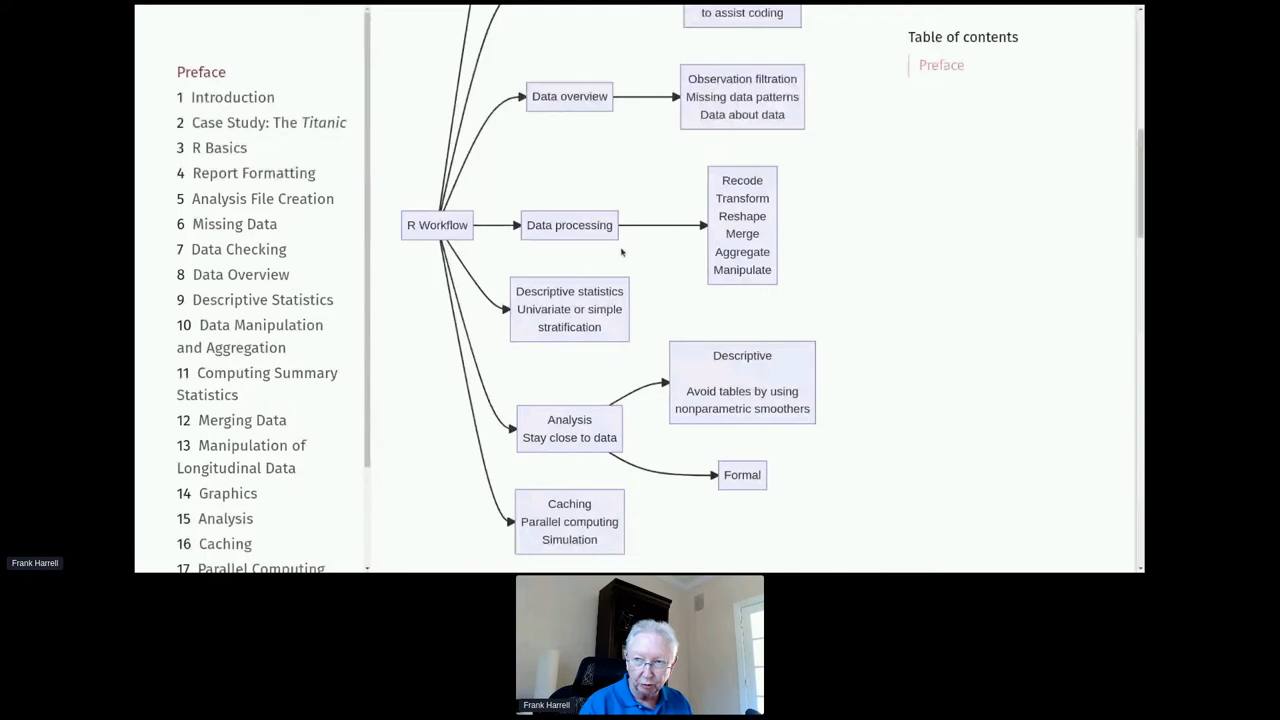 Preface
1 Introduction
2 Case Study: The Titanic
3 R Basics
4 Report Formatting
5 Analysis File Creation
6 Missing Data
7 Data Checking
8 Data Overview
9 Descriptive Statistics
10 Data Manipulation
and Aggregation
11 Computing Summary
Statistics
12 Merging Data
13 Manipulation of
Longitudinal Data
14 Graphics
15 Analysis
16 Caching
17 Parallel Computing
to assist coding
Data overview
Observation filtration
Missing data patterns
Data about data
R Workflow
Data processing
Recode
Transform
Reshape
Merge
Aggregate
Manipulate
Descriptive statistics
Univariate or simple
stratification
Analysis
Stay close to data
Descriptive
Avoid tables by using
nonparametric smoothers
Formal
Caching
Parallel computing
Simulation
Table of contents
Preface
Frank Harrell
Frank Harrell